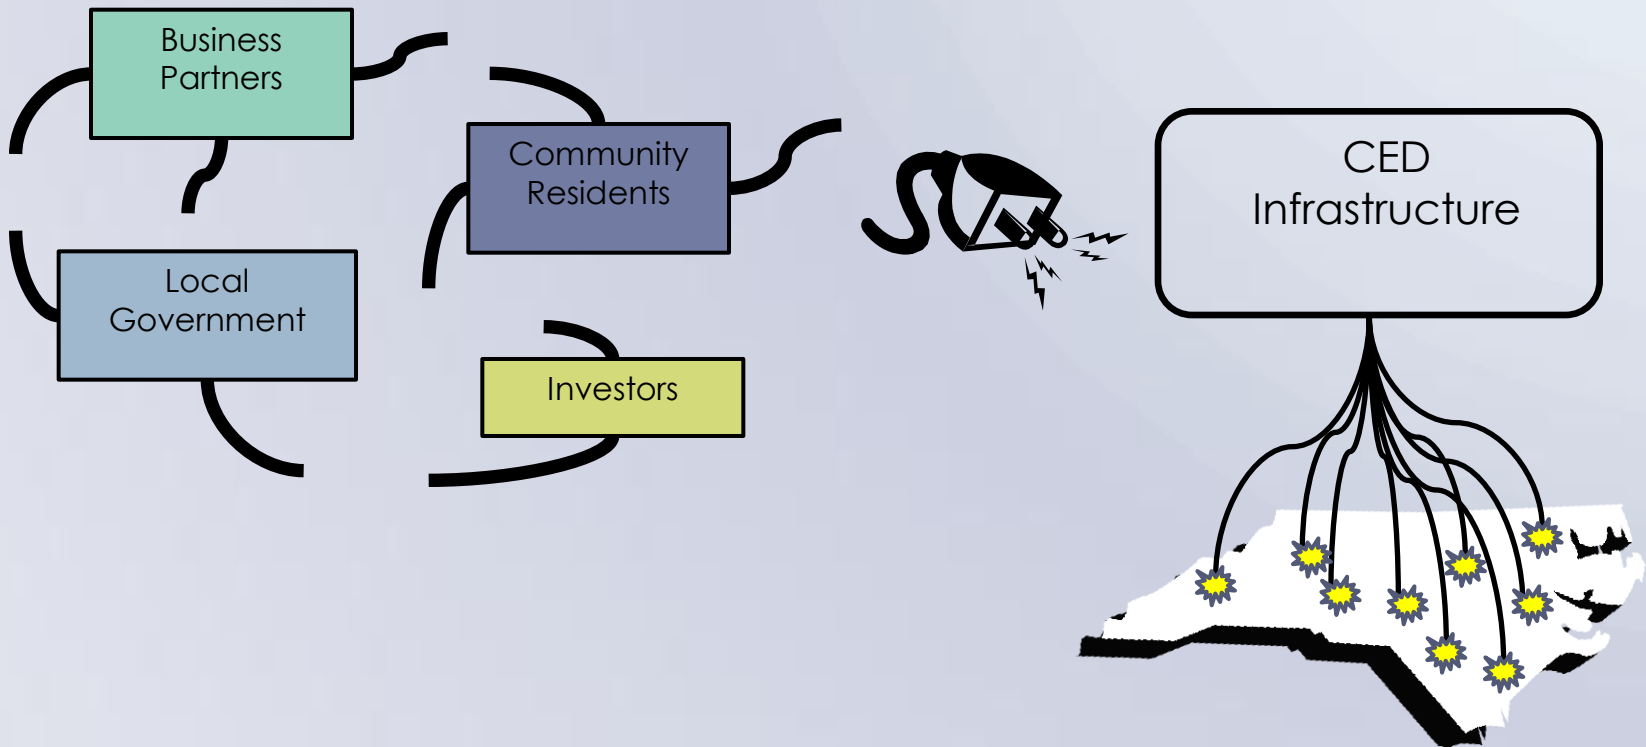 Business
Partners
Community
Residents
Local
Government
Investors
CED
Infrastructure